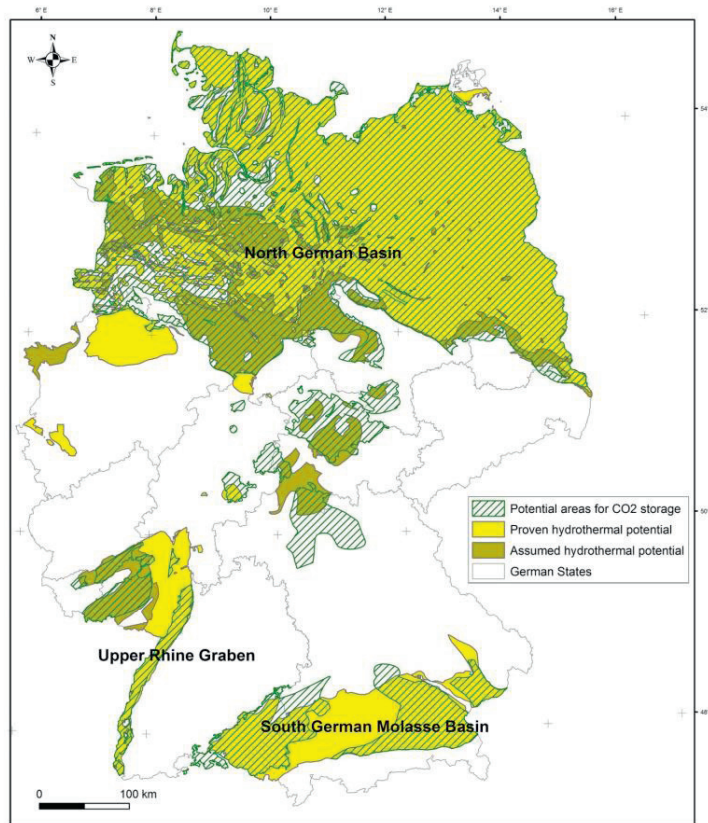 6° E
8° E
10° E
12° E
14° E
16° E
N
W E
S
54°
North German Basin
52°
50°
Potential areas for CO2 storage
Proven hydrothermal potential
Assumed hydrothermal potential
German States
Upper Rhine Graben
South German Molasse Basin
48°
0 100 km